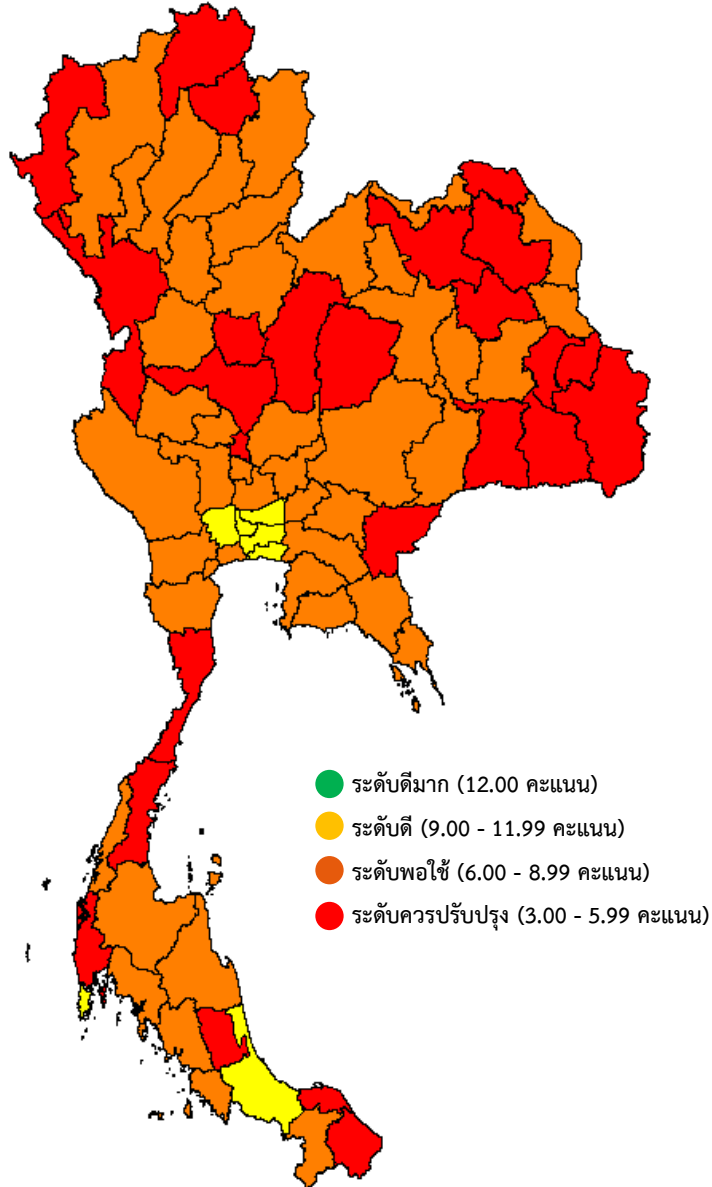 ระดับดีมาก (12.00 คะแนน)
ระดับดี (9.00 - 11.99 คะแนน)
ระดับพอใช้ (6.00 - 8.99 คะแนน)
ระดับควรปรับปรุง (3.00 - 5.99 คะแนน)